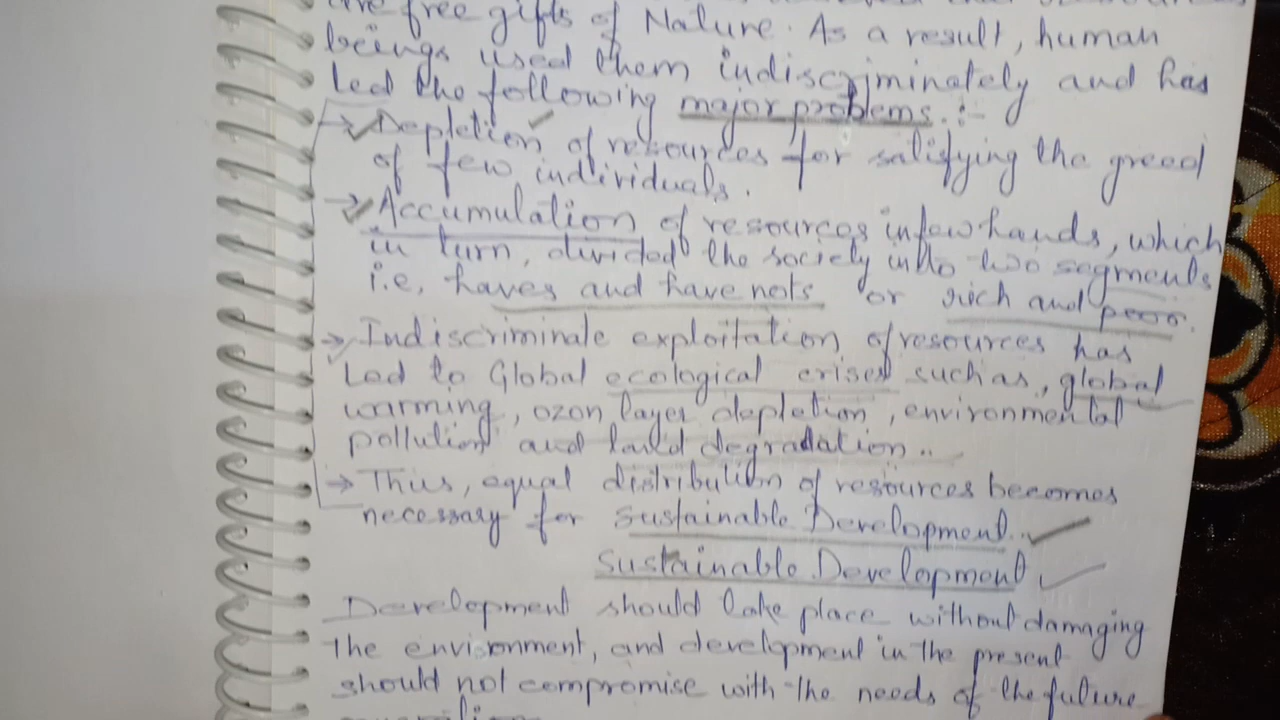 are free gifts of Nature. As a result, human
beings used them indiscriminately and has
led the following major problems. :-
→ Depletion of resources for satisfying the greed
of few individuals.
→ Accumulation of resources in few hands, which
in turn, divided the society into two segments
i.e, haves and have nots or rich and poor.
→ Indiscriminate exploitation of resources has
Led to Global ecological crises such as, global
warming, ozon layer depletion, environmental
pollution and land degradation..
→ Thus, equal distribution of resources becomes
necessary for Sustainable Development.
Sustainable Development
Development should take place without damaging
the environment, and development in the present
should not compromise with the needs of the future